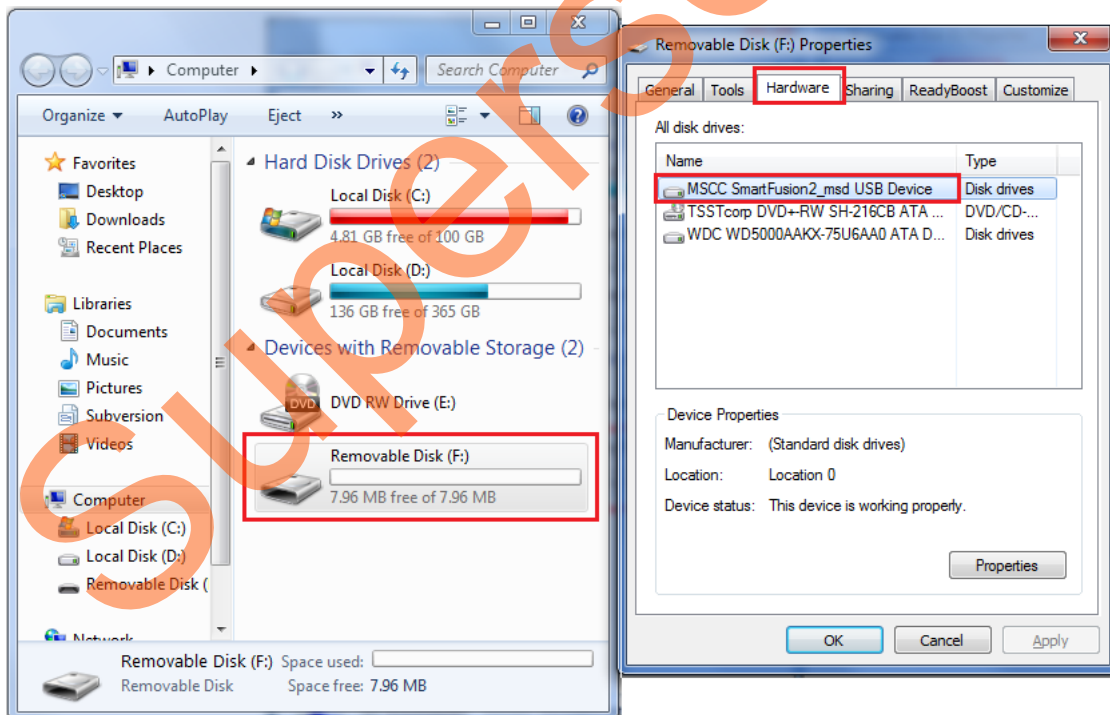 Computer
Search Computer
Organize AutoPlay Eject »
Favorites
Desktop
Downloads
Recent Places
Libraries
Documents
Music
Pictures
Subversion
Videos
Computer
Local Disk (C:)
Local Disk (D:)
Removable Disk (
Network
Hard Disk Drives (2)
Local Disk (C:)
4.81 GB free of 100 GB
Local Disk (D:)
136 GB free of 365 GB
Devices with Removable Storage (2)
DVD
DVD RW Drive (E:)
Removable Disk (F:)
7.96 MB free of 7.96 MB
Removable Disk (F:) Space used:
Removable Disk Space free: 7.96 MB
Removable Disk (F:) Properties
General Tools Hardware Sharing ReadyBoost Customize
All disk drives:
Name Type
MSCC SmartFusion2_msd USB Device Disk drives
TSSTcorp DVD+-RW SH-216CB ATA ... DVD/CD-...
WDC WD5000AAKX-75U6AA0 ATA D... Disk drives
Device Properties
Manufacturer: (Standard disk drives)
Location: Location 0
Device status: This device is working properly.
Properties
OK Cancel Apply
Supers